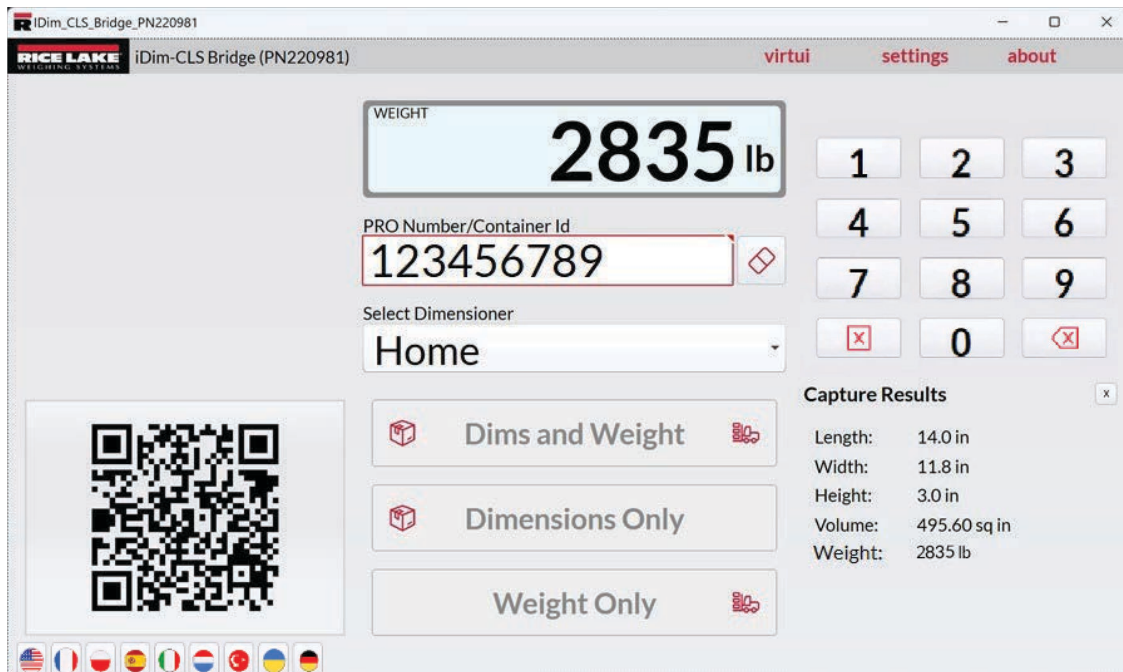 IDim_CLS_Bridge_PN220981
RICE LAKE
WEIGHING SYSTEMS
iDim-CLS Bridge (PN220981)
virtui
settings
about
WEIGHT
2835 lb
PRO Number/Container Id
123456789
Select Dimensioner
Home
1 2 3
4 5 6
7 8 9
0
Dims and Weight
Dimensions Only
Weight Only
Capture Results
x
Length: 14.0 in
Width: 11.8 in
Height: 3.0 in
Volume: 495.60 sq in
Weight: 2835 lb